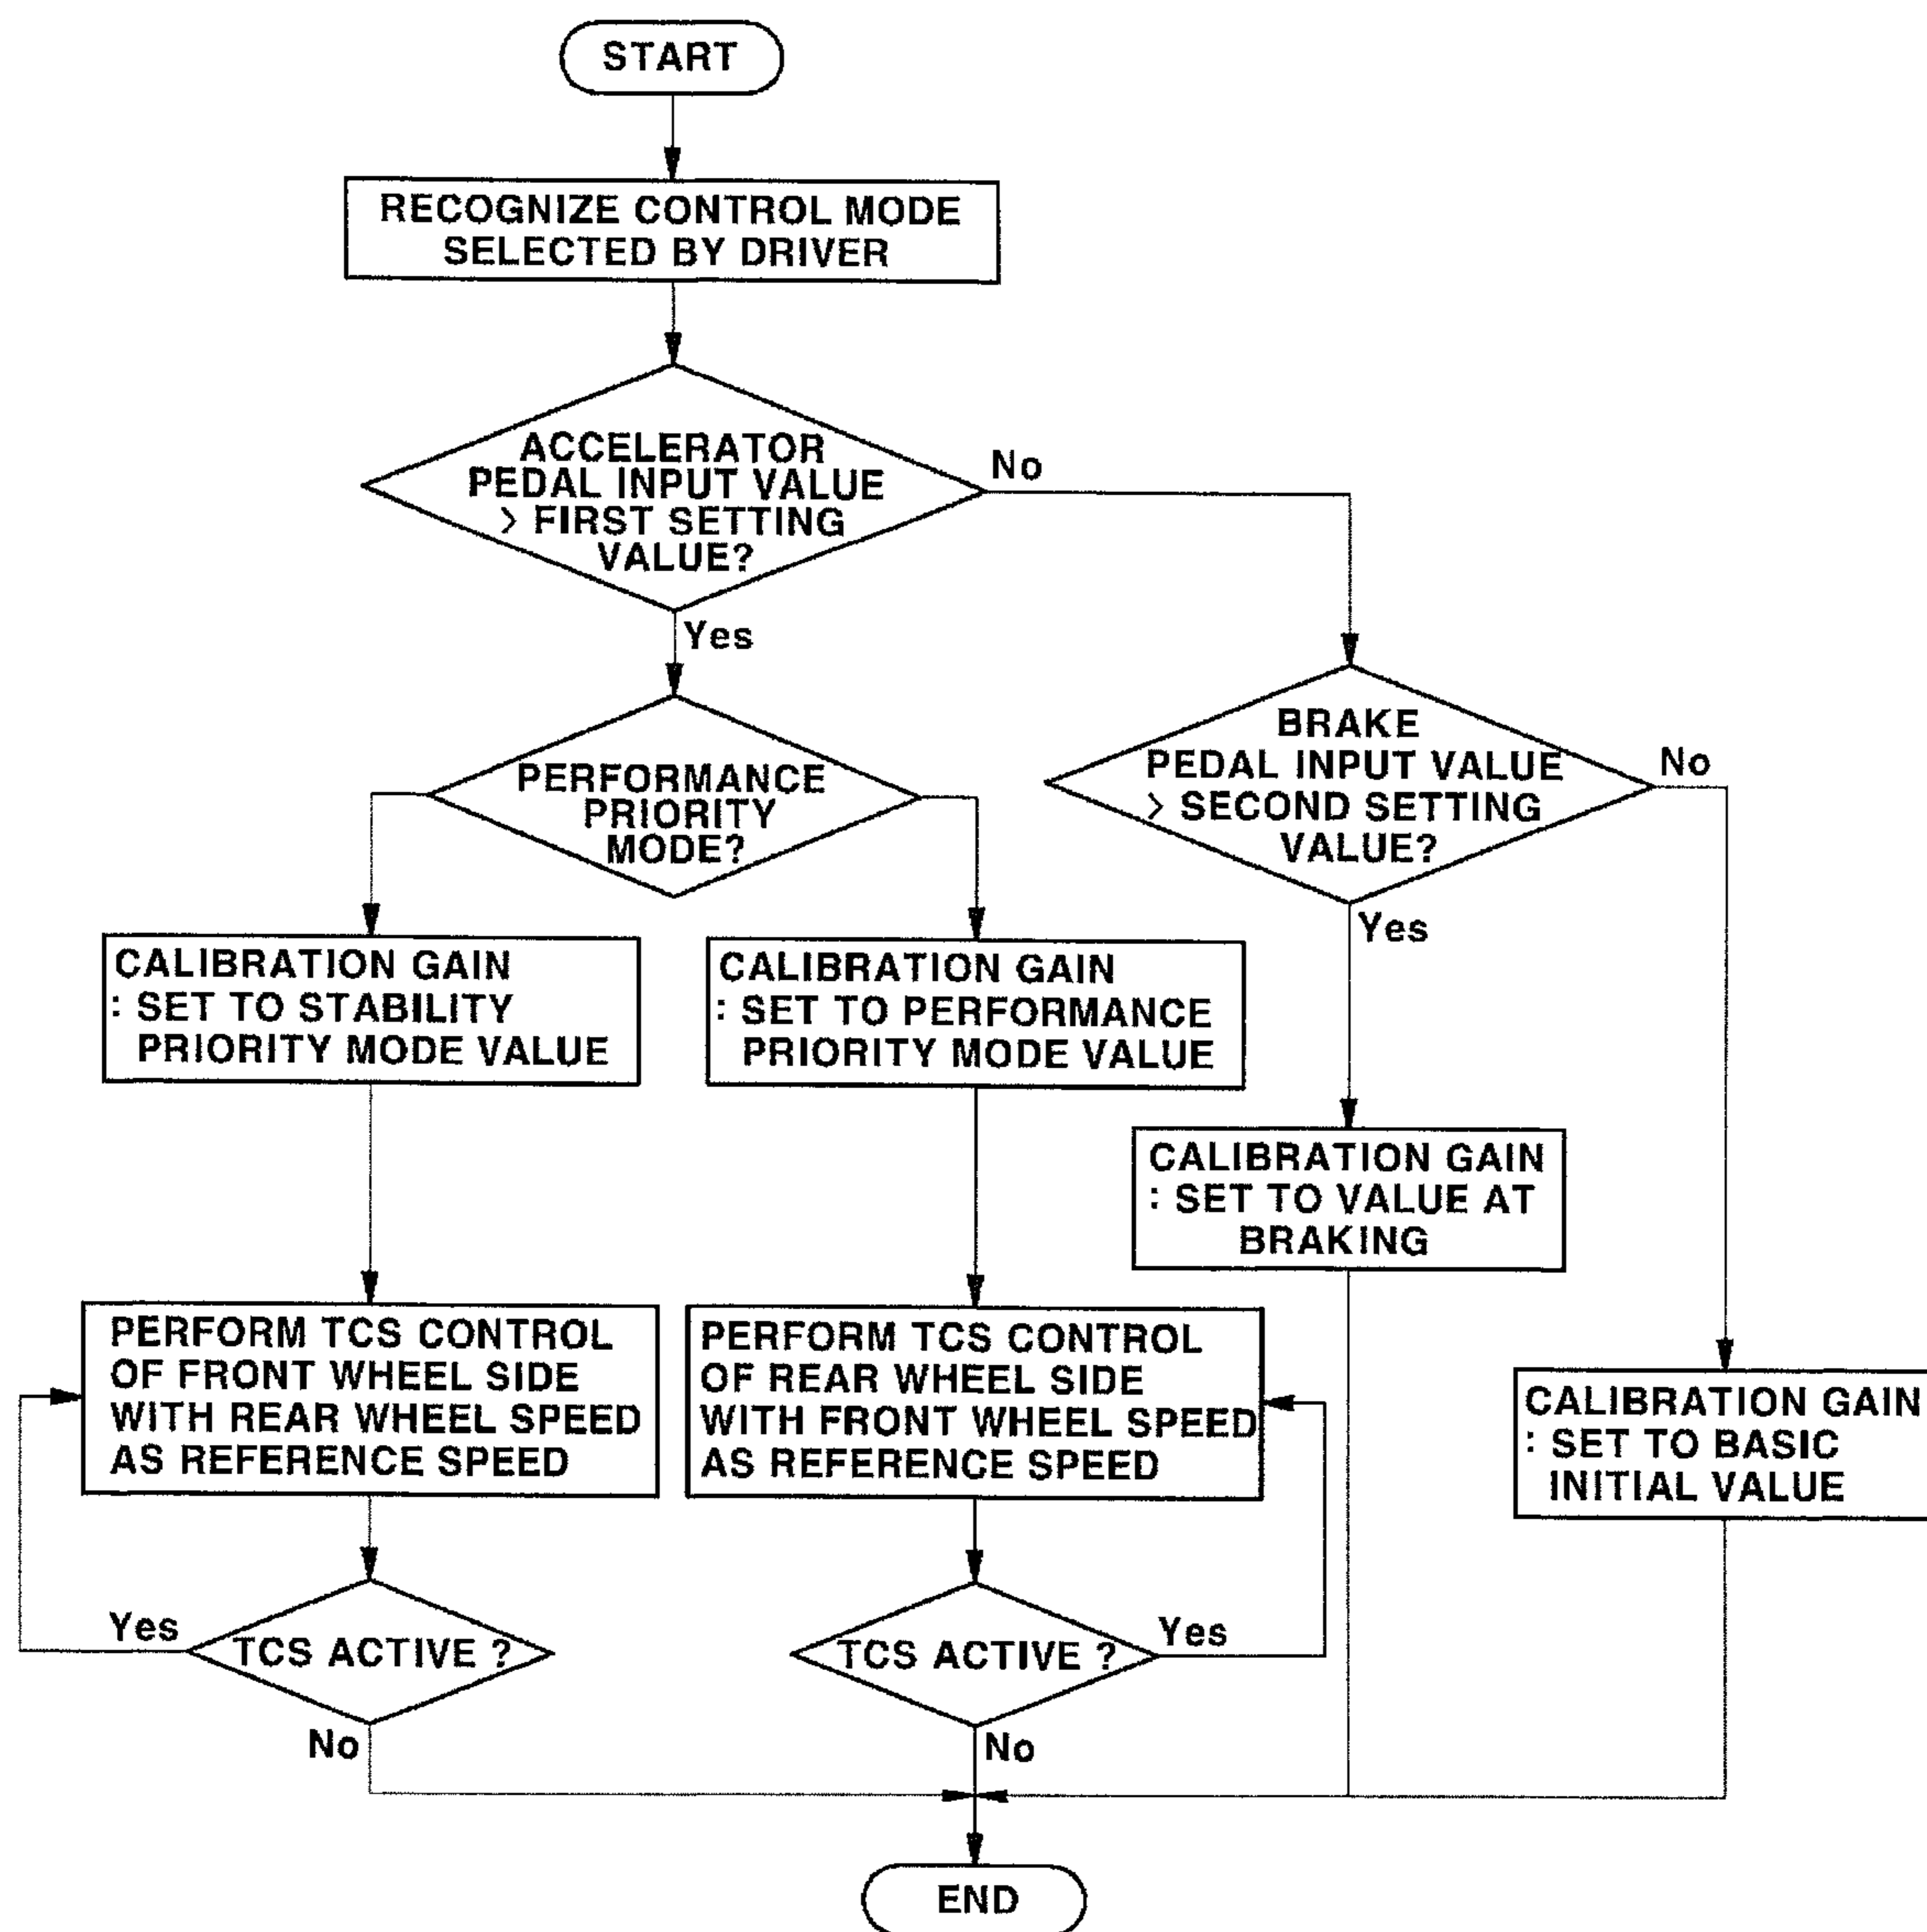 START
RECOGNIZE CONTROL MODE
SELECTED BY DRIVER
ACCELERATOR
PEDAL INPUT VALUE
> FIRST SETTING
VALUE?
No
Yes
PERFORMANCE
PRIORITY
MODE?
BRAKE
PEDAL INPUT VALUE
> SECOND SETTING
VALUE?
No
Yes
CALIBRATION GAIN
: SET TO STABILITY
PRIORITY MODE VALUE
CALIBRATION GAIN
: SET TO PERFORMANCE
PRIORITY MODE VALUE
CALIBRATION GAIN
: SET TO VALUE AT
BRAKING
CALIBRATION GAIN
: SET TO BASIC
INITIAL VALUE
PERFORM TCS CONTROL
OF FRONT WHEEL SIDE
WITH REAR WHEEL SPEED
AS REFERENCE SPEED
PERFORM TCS CONTROL
OF REAR WHEEL SIDE
WITH FRONT WHEEL SPEED
AS REFERENCE SPEED
Yes
TCS ACTIVE ?
No
TCS ACTIVE ?
Yes
No
END